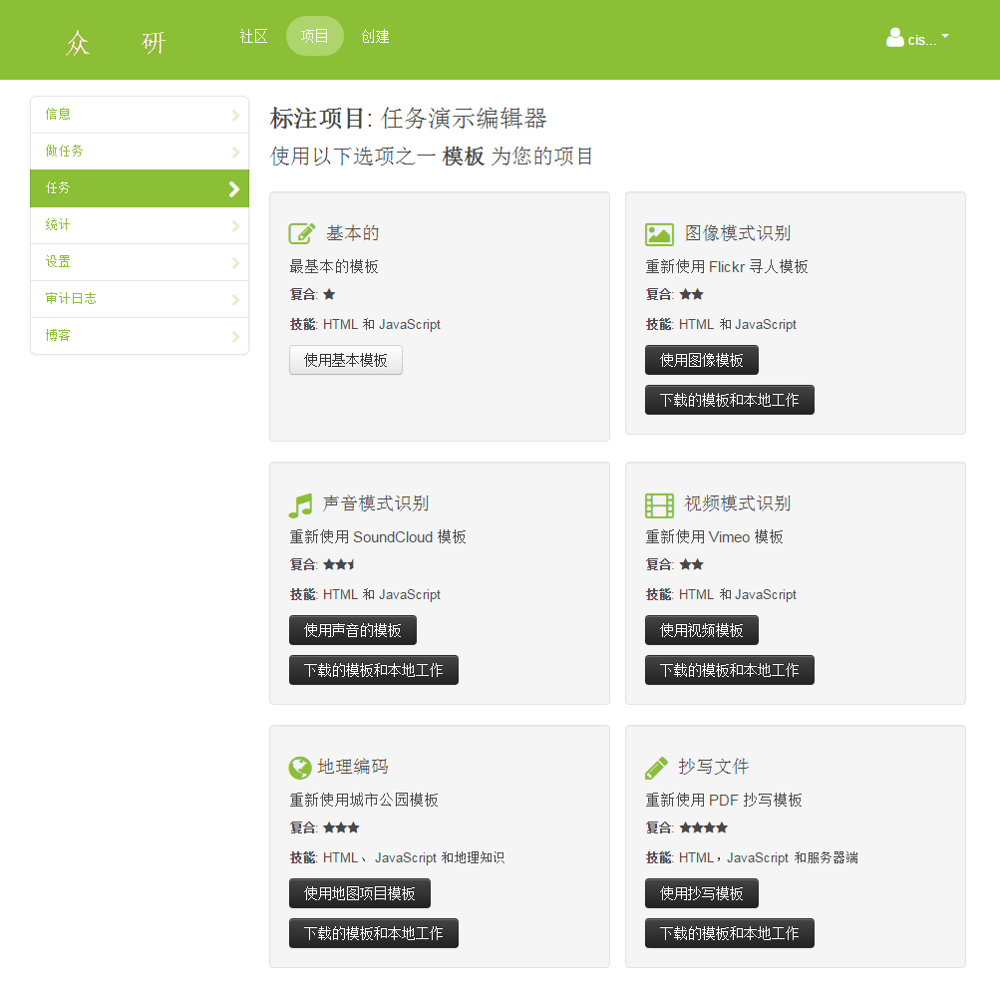 众 研
社区 项目 创建
cis...
信息
做任务
任务
统计
设置
审计日志
博客
标注项目: 任务演示编辑器
使用以下选项之一 模板 为您的项目
基本的
最基本的模板
复合:
技能: HTML 和 JavaScript
使用基本模板
图像模式识别
重新使用 Flickr 寻人模板
复合:
技能: HTML 和 JavaScript
使用图像模板
下载的模板和本地工作
声音模式识别
重新使用 SoundCloud 模板
复合:
技能: HTML 和 JavaScript
使用声音的模板
下载的模板和本地工作
视频模式识别
重新使用 Vimeo 模板
复合:
技能: HTML 和 JavaScript
使用视频模板
下载的模板和本地工作
地理编码
重新使用城市公园模板
复合:
技能: HTML、JavaScript 和地理知识
使用地图项目模板
下载的模板和本地工作
抄写文件
重新使用 PDF 抄写模板
复合:
技能: HTML，JavaScript 和服务器端
使用抄写模板
下载的模板和本地工作